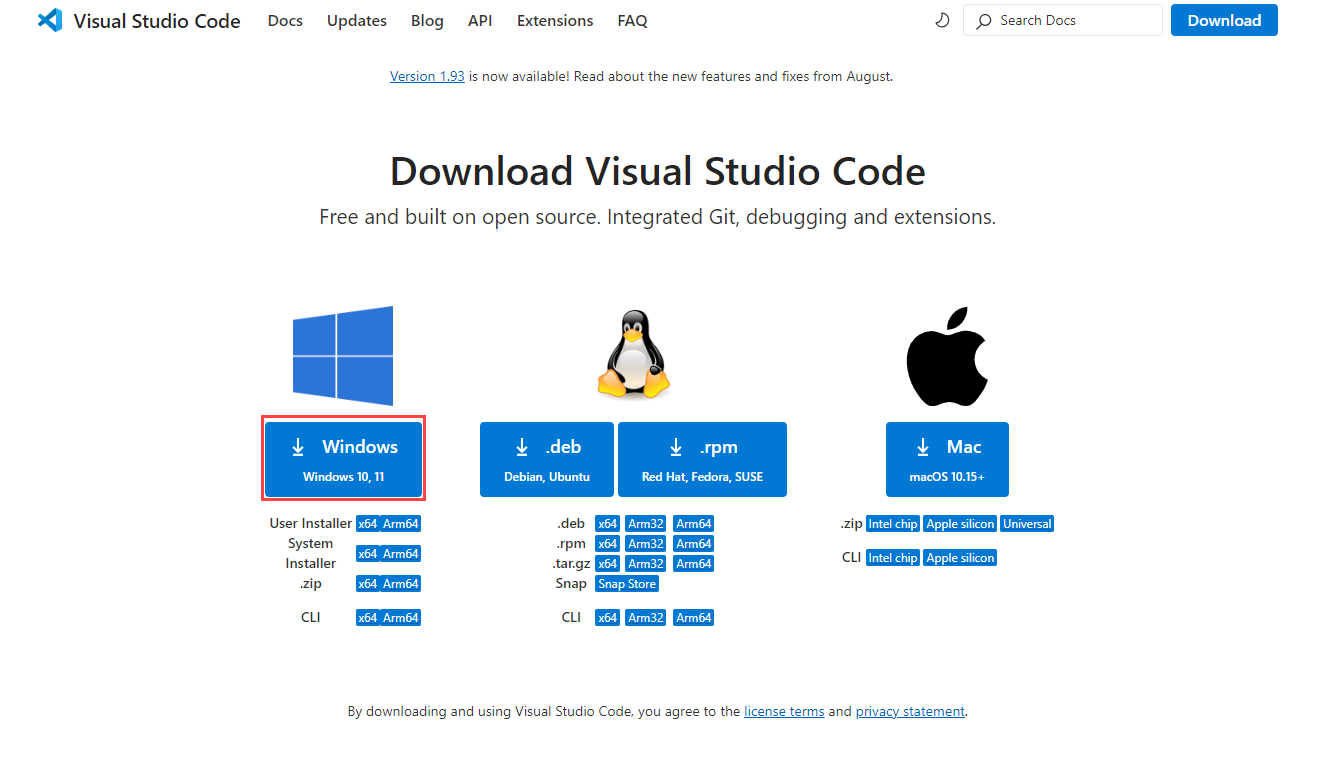 Visual Studio Code Docs Updates Blog API Extensions FAQ Search Docs Download
Version 1.93 is now available! Read about the new features and fixes from August.
Download Visual Studio Code
Free and built on open source. Integrated Git, debugging and extensions.
Windows
Windows 10, 11
User Installer x64 Arm64
System
Installer x64 Arm64
.zip x64 Arm64
CLI x64 Arm64
.deb
Debian, Ubuntu
.rpm
Red Hat, Fedora, SUSE
.deb x64 Arm32 Arm64
.rpm x64 Arm32 Arm64
.tar.gz x64 Arm32 Arm64
Snap Snap Store
CLI x64 Arm32 Arm64
Mac
macOS 10.15+
.zip Intel chip Apple silicon Universal
CLI Intel chip Apple silicon
By downloading and using Visual Studio Code, you agree to the license terms and privacy statement.